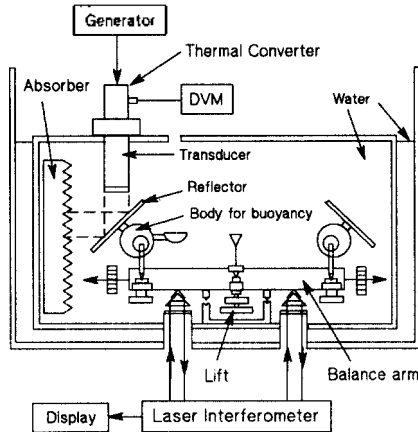 Generator
Thermal Converter
Absorber
DVM
Water
Transducer
Reflector
Body for buoyancy
Lift
Balance arm
Display
Laser Interferometer